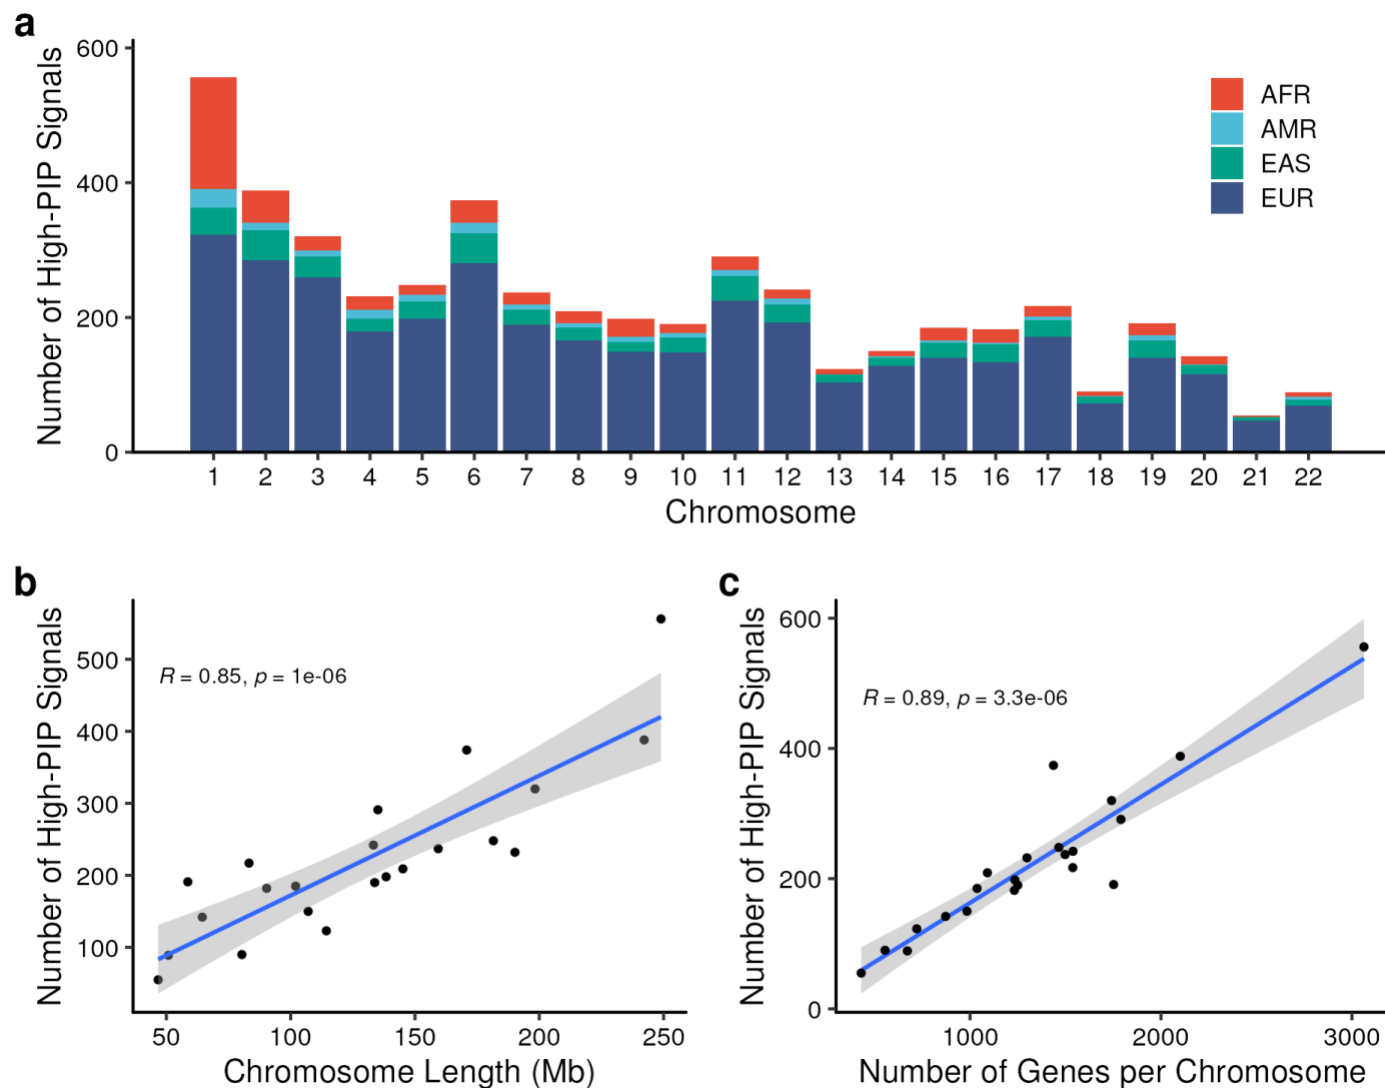 a
Number of High-PIP Signals
600
400
200
0
AFR
AMR
EAS
EUR
1 2 3 4 5 6 7 8 9 10 11 12 13 14 15 16 17 18 19 20 21 22
Chromosome
b
Number of High-PIP Signals
500
400
300
200
100
R = 0.85, p = 1e-06
50 100 150 200 250
Chromosome Length (Mb)
c
Number of High-PIP Signals
600
400
200
0
R = 0.89, p = 3.3e-06
1000 2000 3000
Number of Genes per Chromosome